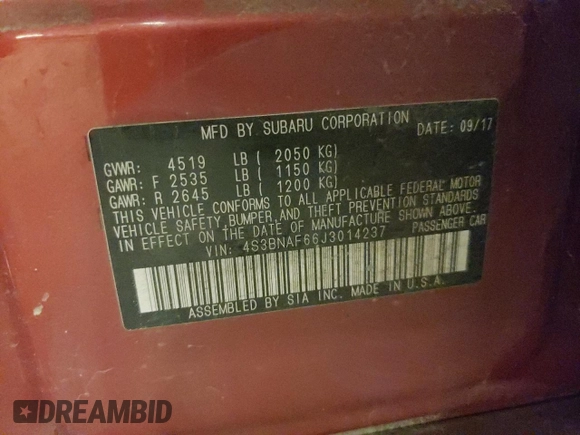 MFD BY SUBARU CORPORATION DATE: 09/17
GVWR: 4519 LB ( 2050 KG)
GAWR: F 2535 LB ( 1150 KG)
GAWR: R 2645 LB ( 1200 KG)
THIS VEHICLE CONFORMS TO ALL APPLICABLE FEDERAL MOTOR
VEHICLE SAFETY,BUMPER,AND THEFT PREVENTION STANDARDS
IN EFFECT ON THE DATE OF MANUFACTURE SHOWN ABOVE.
VIN: 4S3BNAF66J3014237 PASSENGER CAR
ASSEMBLED BY SIA INC. MADE IN U.S.A.
DREAMBID